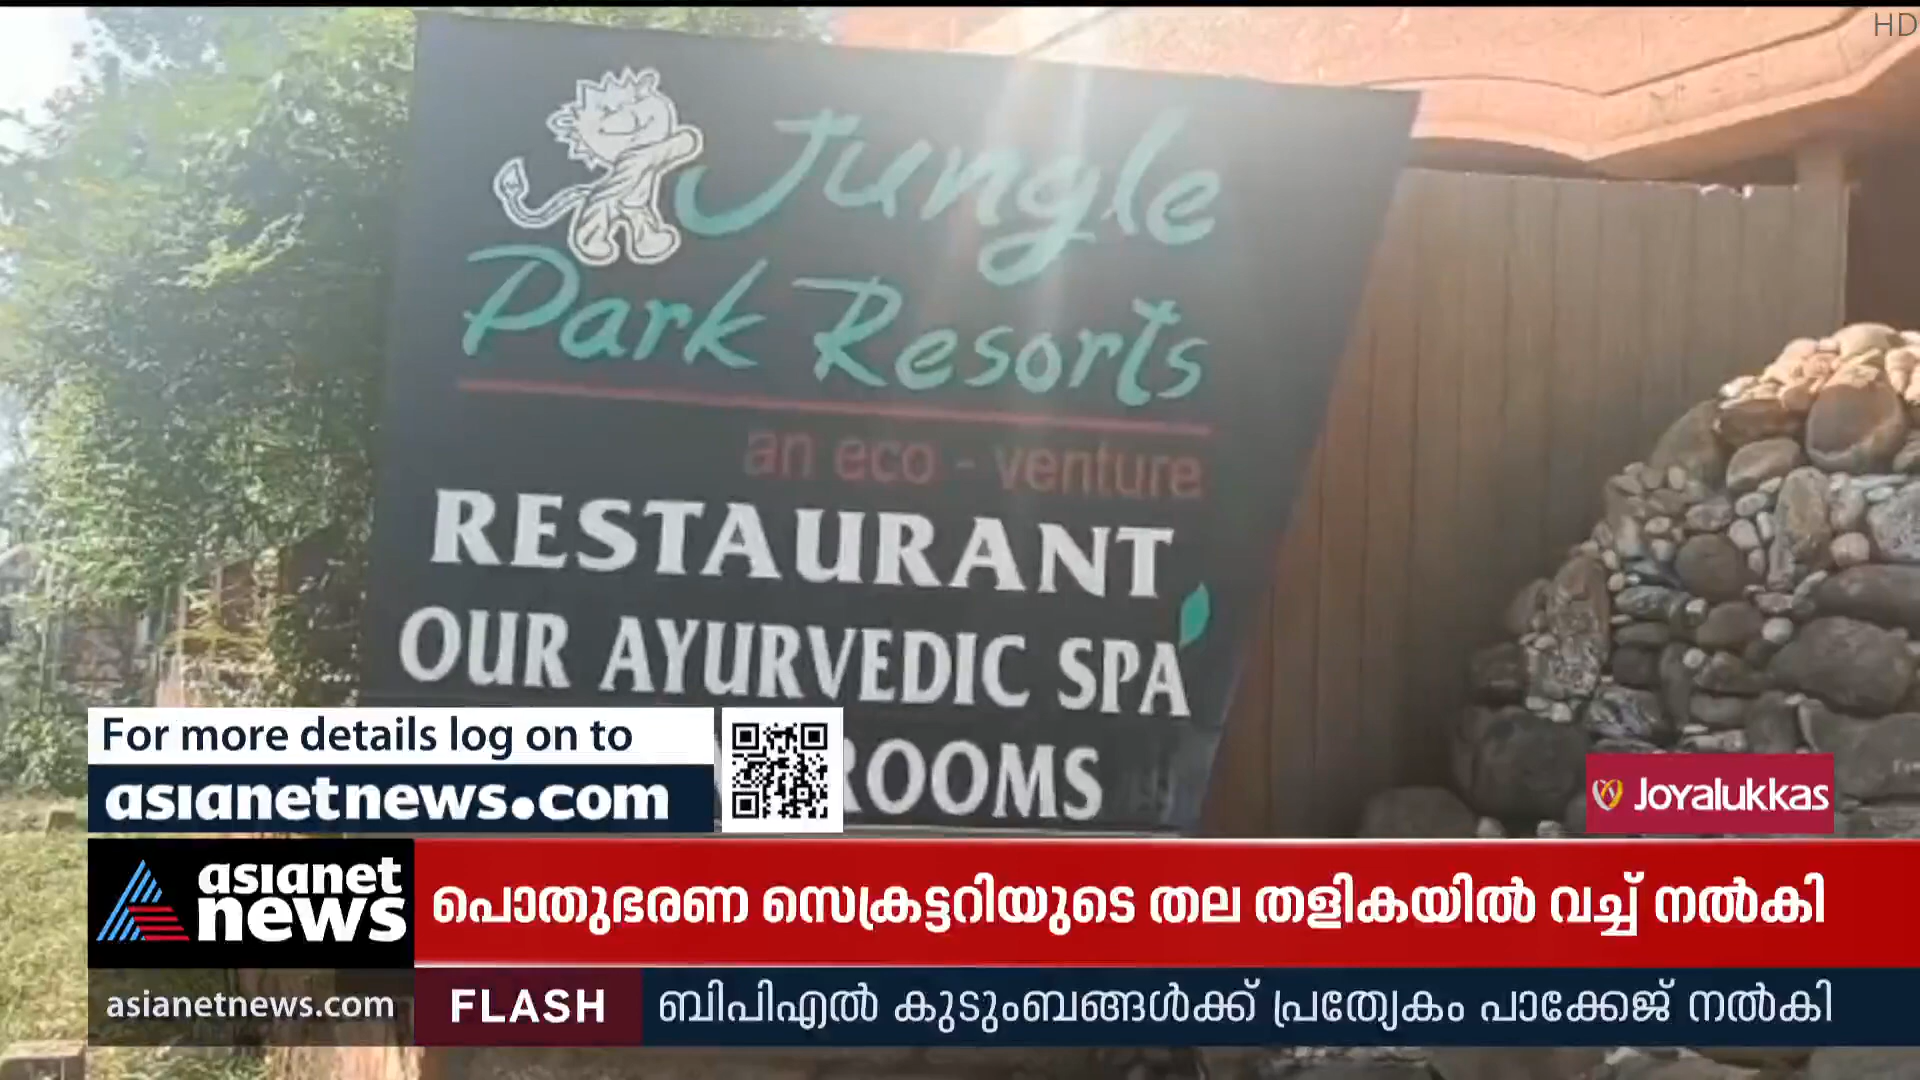 HD
Jungle
Park Resorts
an eco - venture
RESTAURANT
OUR AYURVEDIC SPA
ROOMS
For more details log on to
asianetnews.com
Joyalukkas
asianet
news
പൊതുഭരണ സെക്രട്ടറിയുടെ തല തളികയിൽ വച്ച് നൽകി
asianetnews.com
FLASH
ബിപിഎൽ കുടുംബങ്ങൾക്ക് പ്രത്യേകം പാക്കേജ് നൽകി